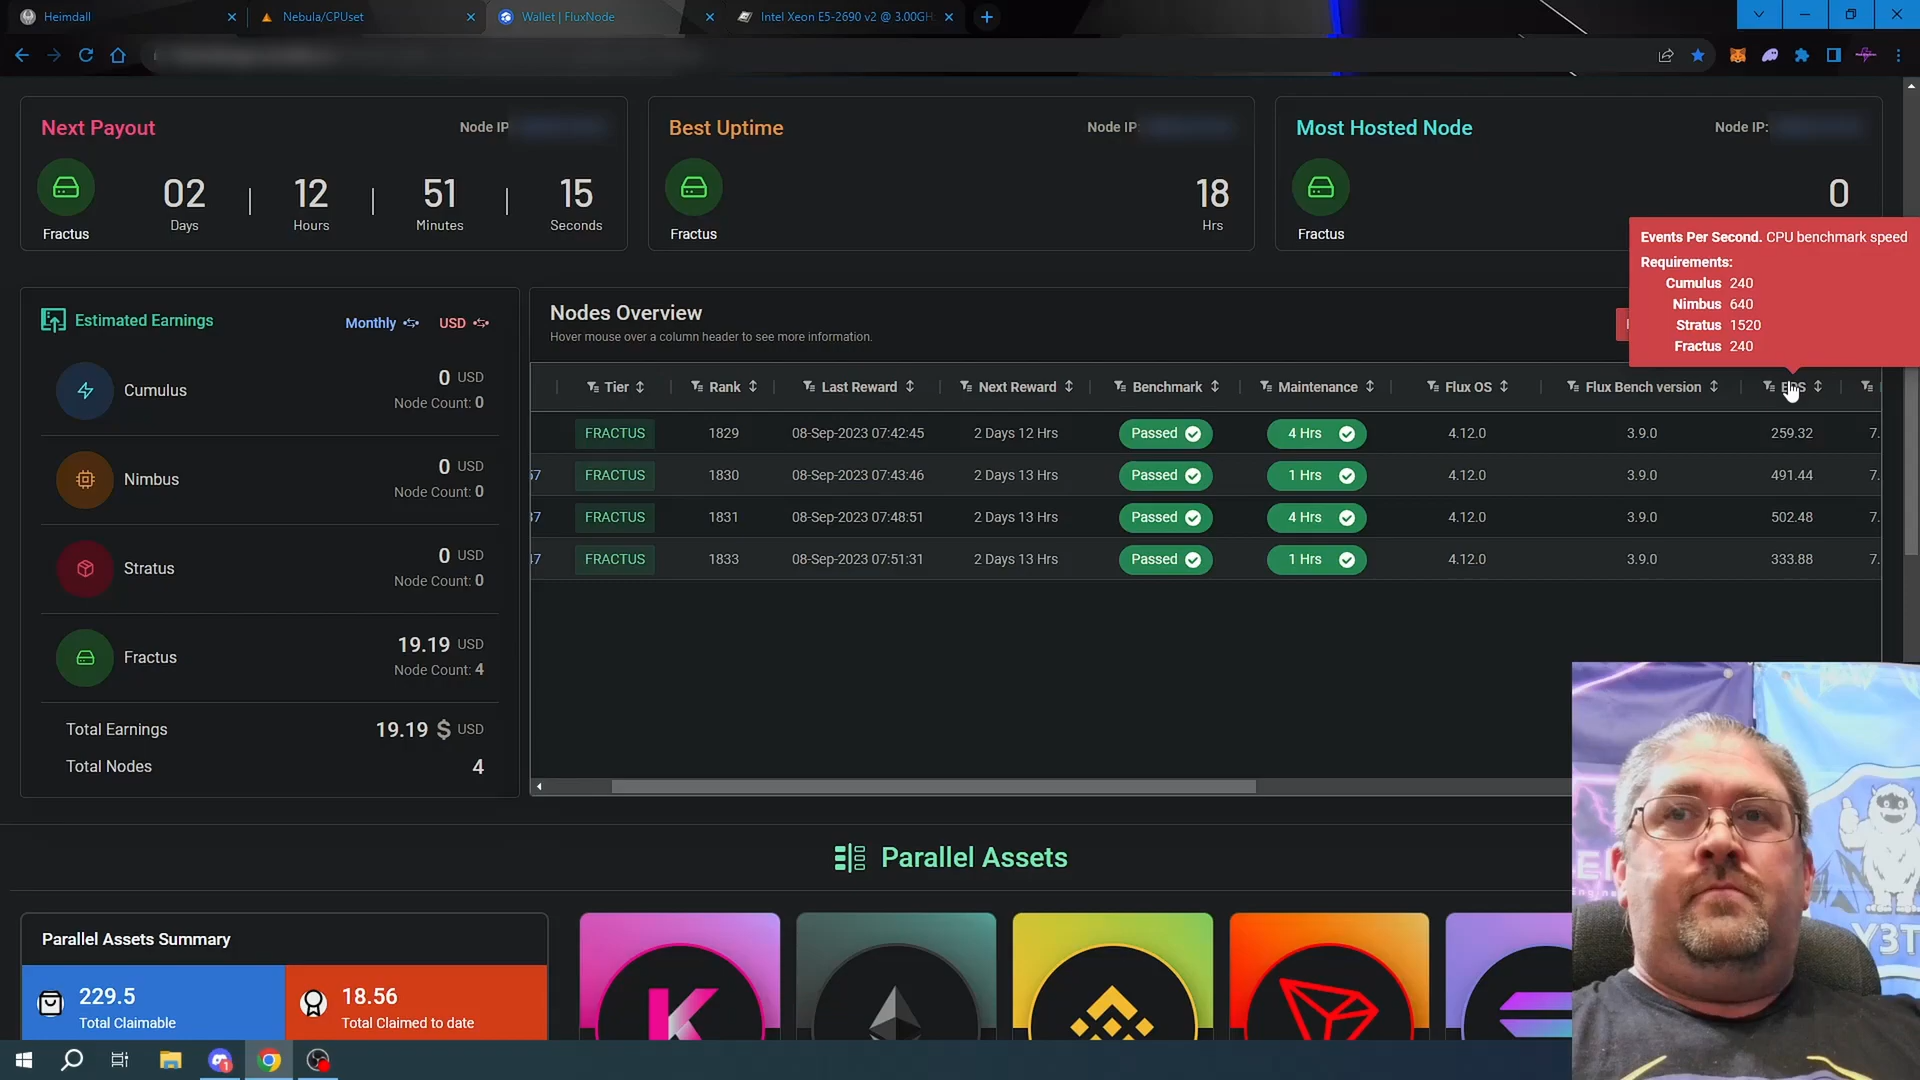 Heimdall
Nebula/CPUset
Wallet | FluxNode
Intel Xeon E5-2690 v2 @ 3.00GH
Next Payout
Node IP
Fractus
02
Days
12
Hours
51
Minutes
15
Seconds
Best Uptime
Node IP:
Fractus
18
Hrs
Most Hosted Node
Node IP:
Fractus
0
Events Per Second. CPU benchmark speed
Requirements:
Cumulus 240
Nimbus 640
Stratus 1520
Fractus 240
Estimated Earnings
Monthly
USD
Cumulus
0 USD
Node Count: 0
Nimbus
0 USD
Node Count: 0
Stratus
0 USD
Node Count: 0
Fractus
19.19 USD
Node Count: 4
Total Earnings
19.19 $ USD
Total Nodes
4
Nodes Overview
Hover mouse over a column header to see more information.
Tier Rank Last Reward Next Reward Benchmark Maintenance Flux OS Flux Bench version EPS
FRACTUS 1829 08-Sep-2023 07:42:45 2 Days 12 Hrs Passed 4 Hrs 4.12.0 3.9.0 259.32 7.
57 FRACTUS 1830 08-Sep-2023 07:43:46 2 Days 13 Hrs Passed 1 Hrs 4.12.0 3.9.0 491.44 7.
37 FRACTUS 1831 08-Sep-2023 07:48:51 2 Days 13 Hrs Passed 4 Hrs 4.12.0 3.9.0 502.48 7.
47 FRACTUS 1833 08-Sep-2023 07:51:31 2 Days 13 Hrs Passed 1 Hrs 4.12.0 3.9.0 333.88 7.
Parallel Assets
Parallel Assets Summary
229.5
Total Claimable
18.56
Total Claimed to date
Y3T